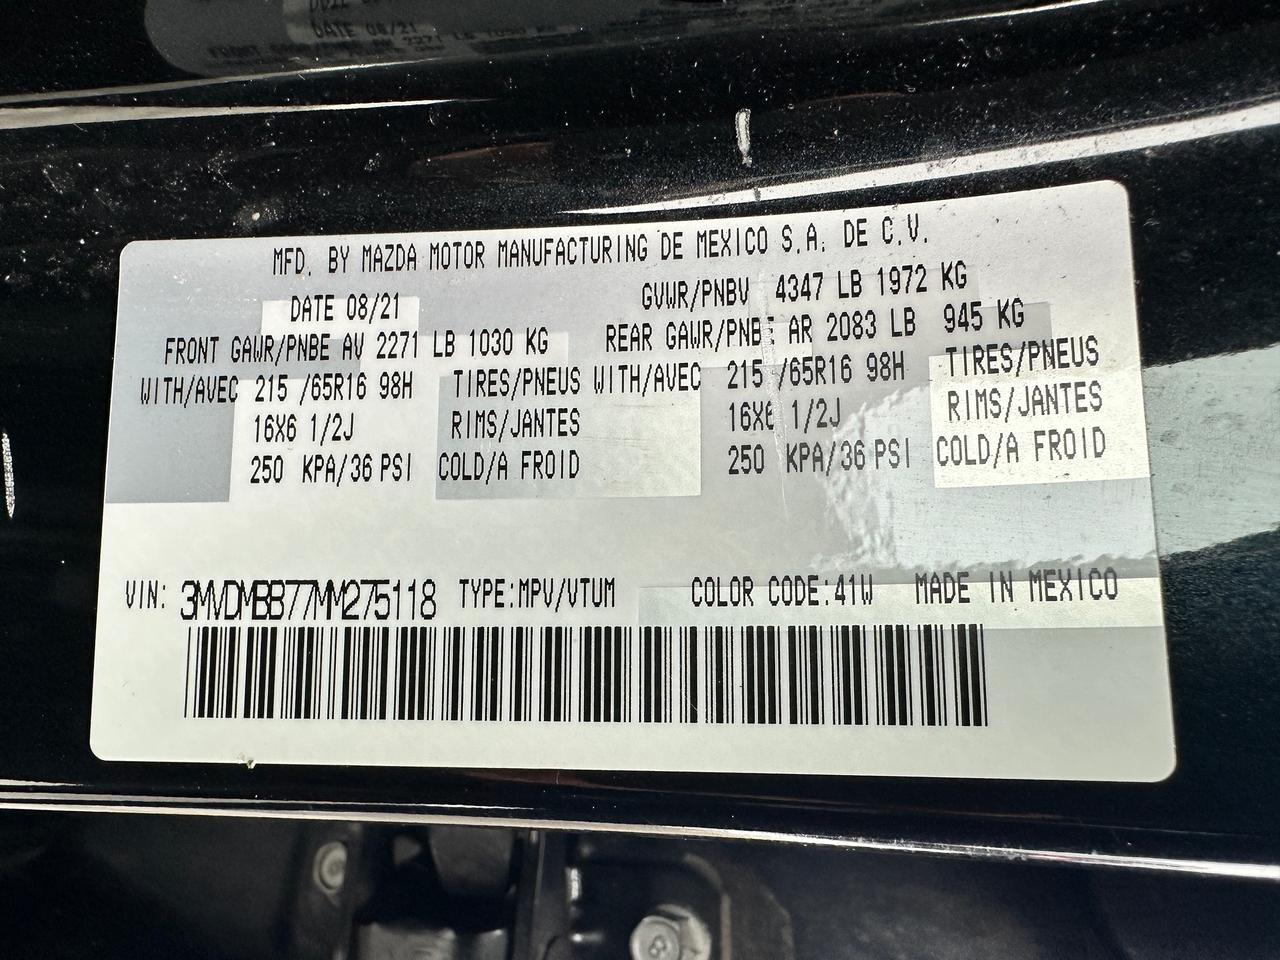 MFD. BY MAZDA MOTOR MANUFACTURING DE MEXICO S.A. DE C.V.
DATE 08/21 GVWR/PNBV 4347 LB 1972 KG
FRONT GAWR/PNBE AV 2271 LB 1030 KG REAR GAWR/PNBE AR 2083 LB 945 KG
WITH/AVEC 215 /65R16 98H TIRES/PNEUS WITH/AVEC 215 /65R16 98H TIRES/PNEUS
16X6 1/2J RIMS/JANTES 16X6 1/2J RIMS/JANTES
250 KPA/36 PSI COLD/A FROID 250 KPA/36 PSI COLD/A FROID
VIN: 3MVDMBB77MM275118 TYPE:MPV/VTUM COLOR CODE:41W MADE IN MEXICO